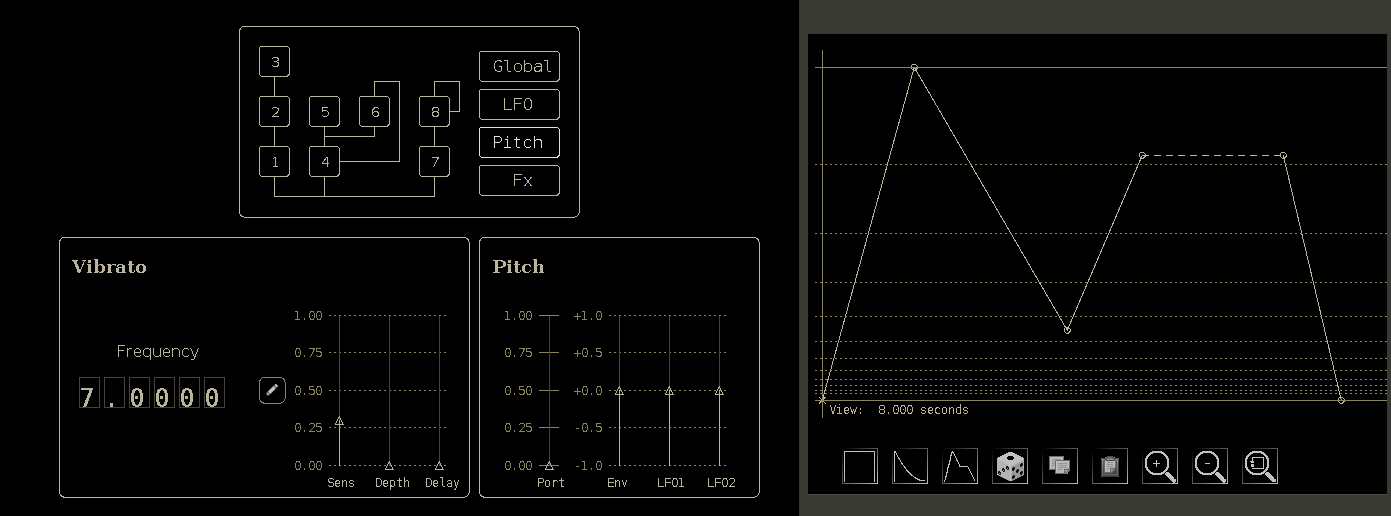 3
Global
2 5 6 8
LFO
Pitch
1 4 7
Fx
Vibrato
Frequency
7.0000
1.00
0.75
0.50
0.25
0.00
Sens Depth Delay
Pitch
1.00 +1.0
0.75 +0.5
0.50 +0.0
0.25 -0.5
0.00 -1.0
Port Env LFO1 LFO2
View: 8.000 seconds